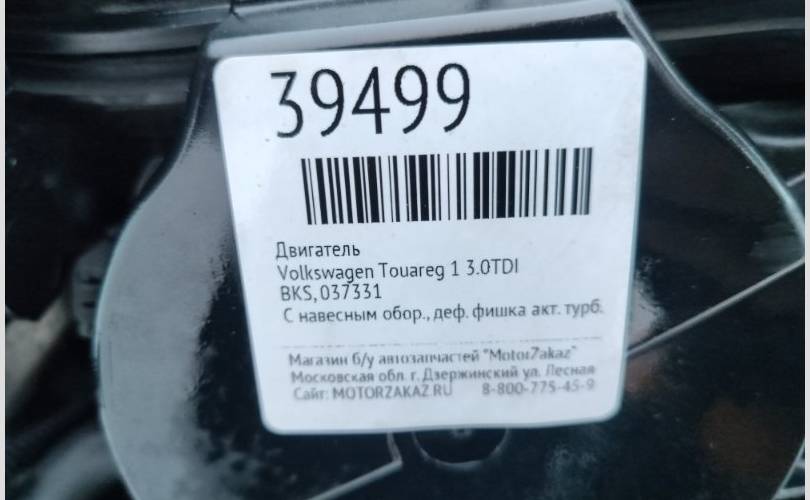 39499
Двигатель
Volkswagen Touareg 1 3.0TDI
BKS,037331
С навесным обор., деф. фишка акт. турб.
Магазин б/у автозапчастей "MotorZakaz"
Московская обл. г. Дзержинский ул. Лесная
Сайт: MOTORZAKAZ.RU 8-800-775-45-9